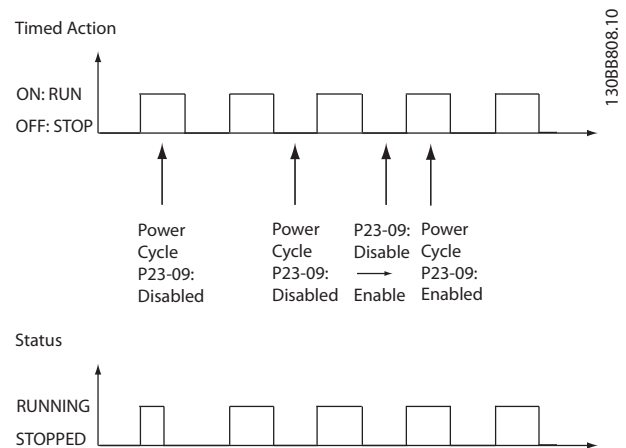 Timed Action
130BB808.10
ON: RUN
OFF: STOP
Power
Cycle
P23-09:
Disabled
Power
Cycle
P23-09:
Disabled
P23-09:
Disable
Enable
Power
Cycle
P23-09:
Enabled
Status
RUNNING
STOPPED